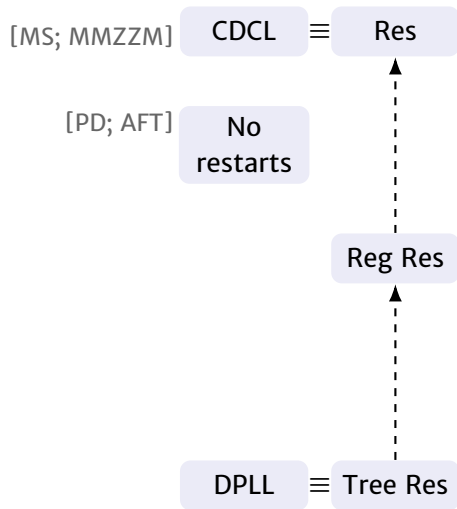 [MS; MMZZM] CDCL ≡ Res
[PD; AFT] No
restarts
Reg Res
DPLL ≡ Tree Res